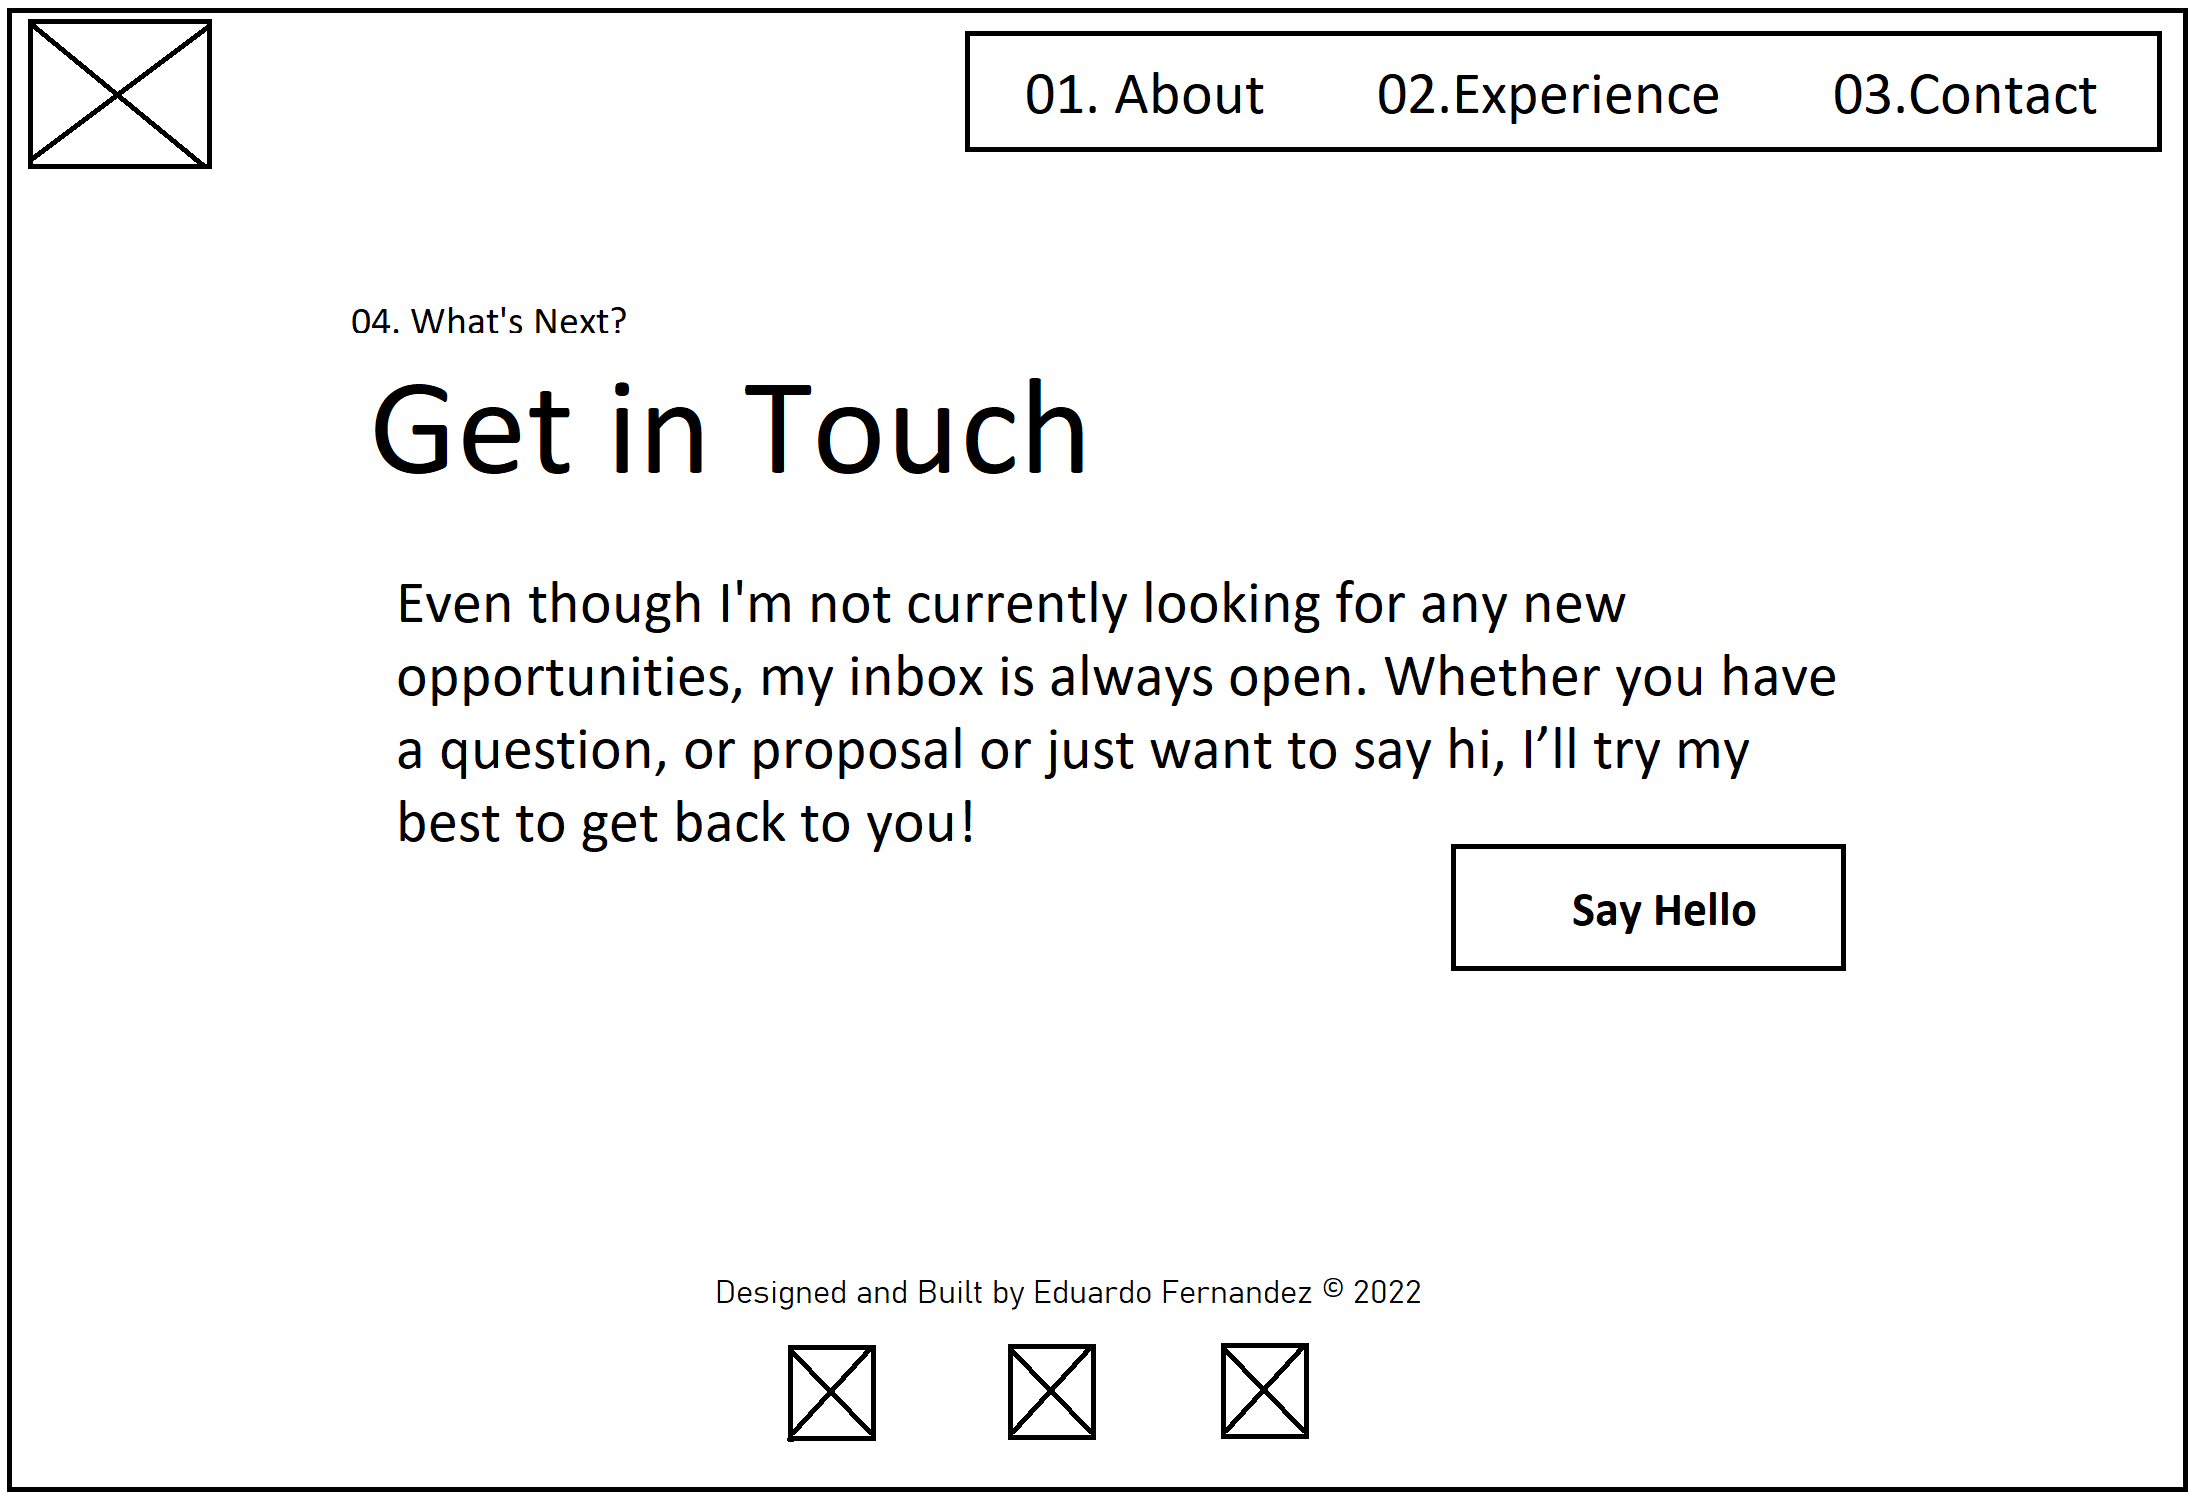 01. About 02.Experience 03.Contact
04. What's Next?
Get in Touch
Even though I'm not currently looking for any new
opportunities, my inbox is always open. Whether you have
a question, or proposal or just want to say hi, I’ll try my
best to get back to you!
Say Hello
Designed and Built by Eduardo Fernandez © 2022